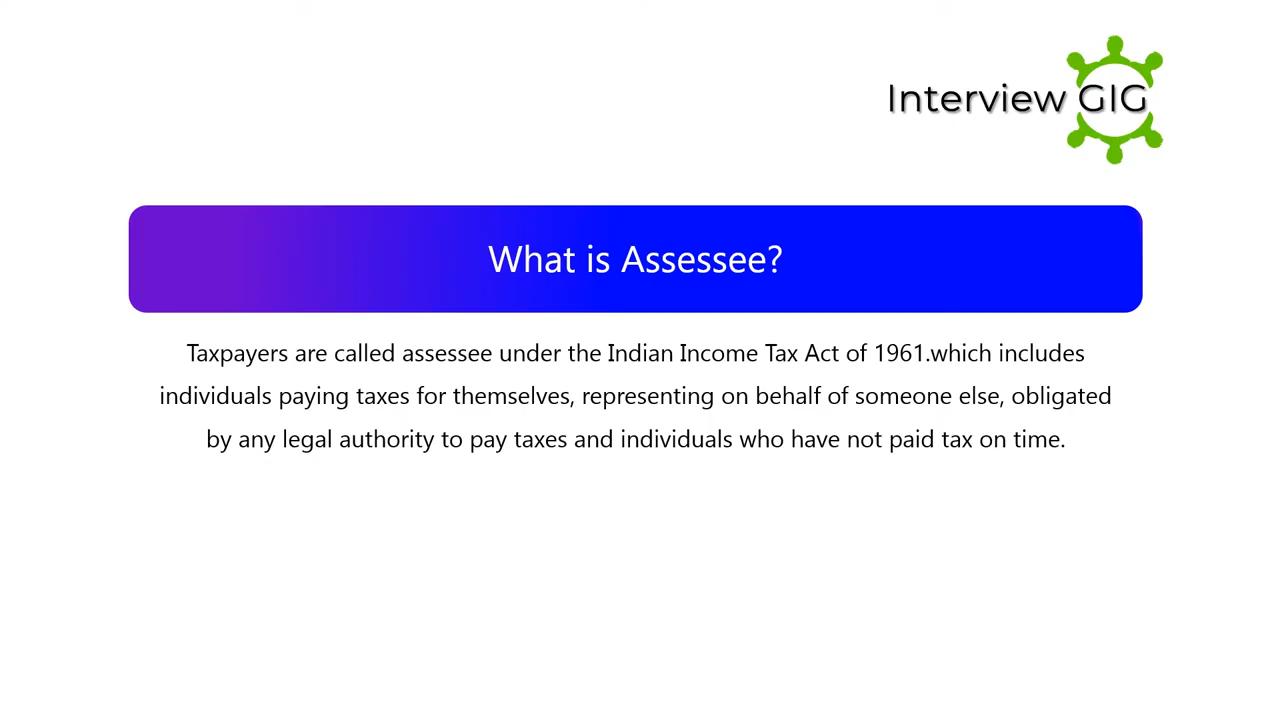 Interview GIG
What is Assessee?
Taxpayers are called assessee under the Indian Income Tax Act of 1961.which includes
individuals paying taxes for themselves, representing on behalf of someone else, obligated
by any legal authority to pay taxes and individuals who have not paid tax on time.